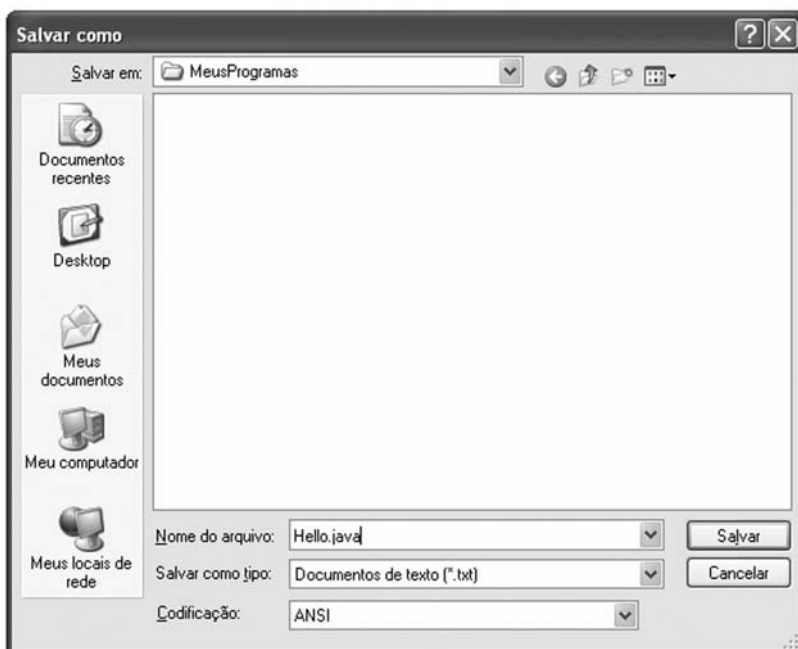 Salvar como
Salvar em: MeusProgramas
Documentos
recentes
Desktop
Meus
documentos
Meu computador
Meus locais de
rede
Nome do arquivo: Hello.java Salvar
Salvar como tipo: Documentos de texto (*.txt) Cancelar
Codificação: ANSI